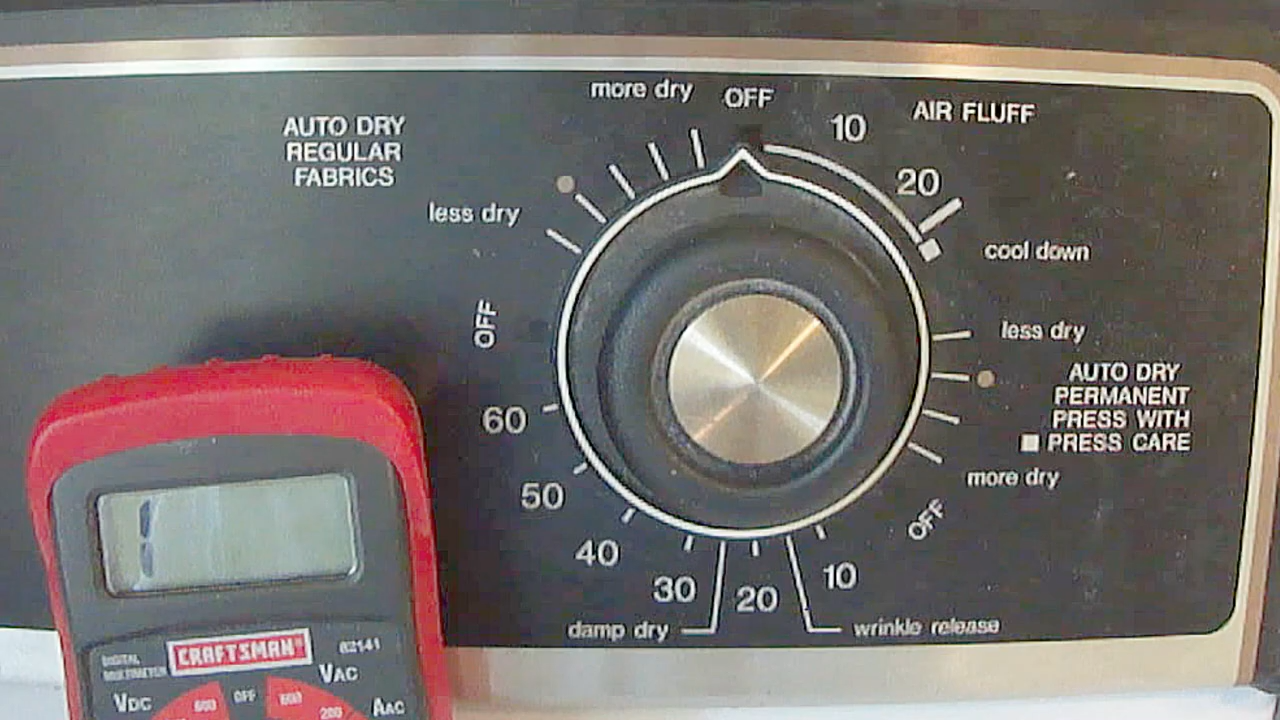 more dry
OFF
10
AIR FLUFF
AUTO DRY
REGULAR
FABRICS
20
less dry
cool down
OFF
less dry
AUTO DRY
PERMANENT
PRESS WITH
PRESS CARE
60
more dry
50
OFF
40
30
20
10
damp dry
wrinkle release
1
DIGITAL
MULTIMETER
CRAFTSMAN®
82141
VDC
600
OFF
600
VAC
200
AAC